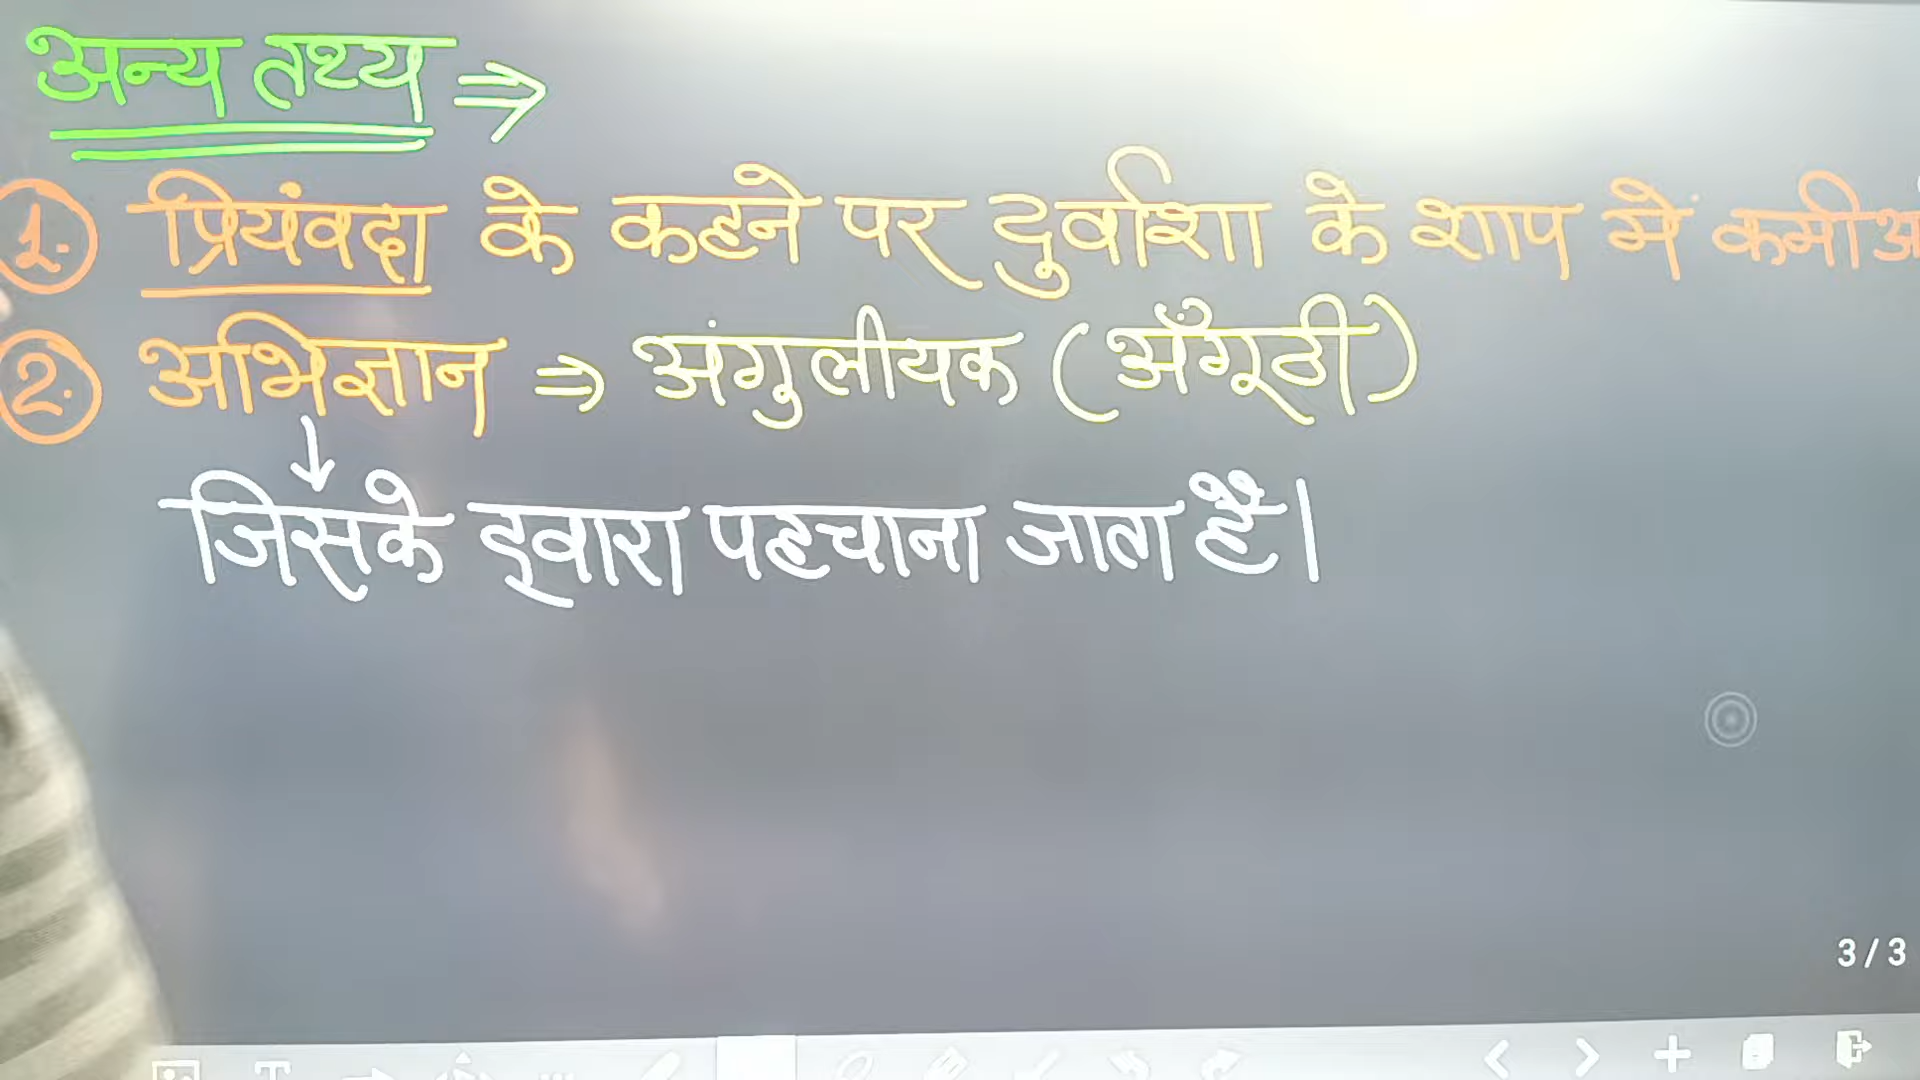 अन्य तथ्य ⇒
1. प्रियंवदा के कहने पर दुर्वाशा के शाप में कमी
2. अभिज्ञान ⇒ अंगुलीयक (अँगूठी)
↓
जिसके द्वारा पहचाना जाता है।
3/3